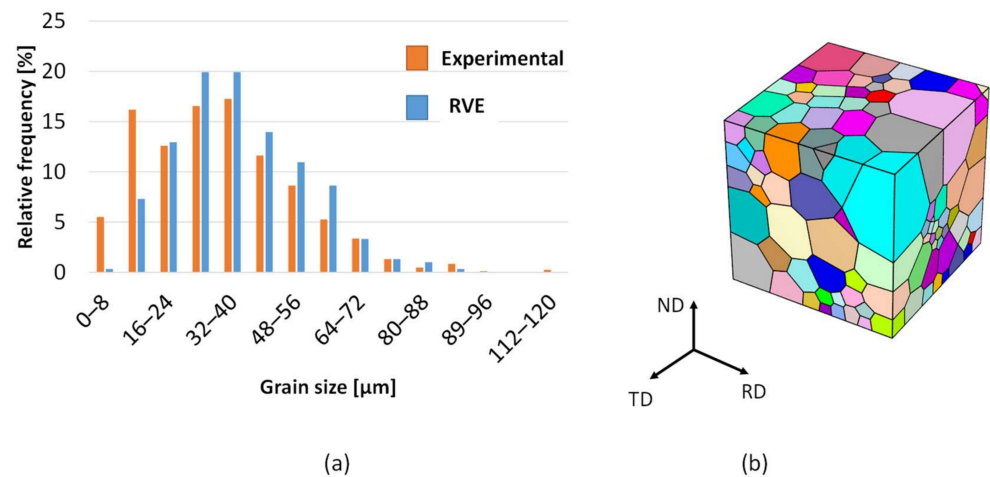 25
20
15
10
5
0
Relative frequency [%]
Experimental
RVE
0–8
16–24
32–40
48–56
64–72
80–88
89–96
112–120
Grain size [µm]
(a)
ND
TD
RD
(b)